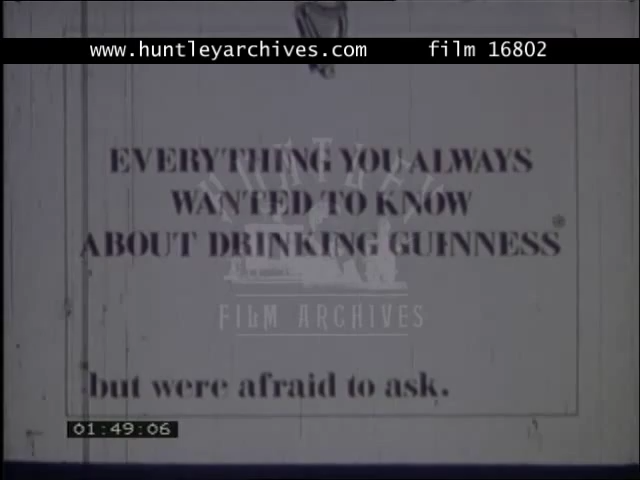 www.huntleyarchives.com film 16802
EVERYTHING YOU ALWAYS
WANTED TO KNOW
ABOUT DRINKING GUINNESS®
but were afraid to ask.
HUNTLEY
FILM ARCHIVES
01:49:06